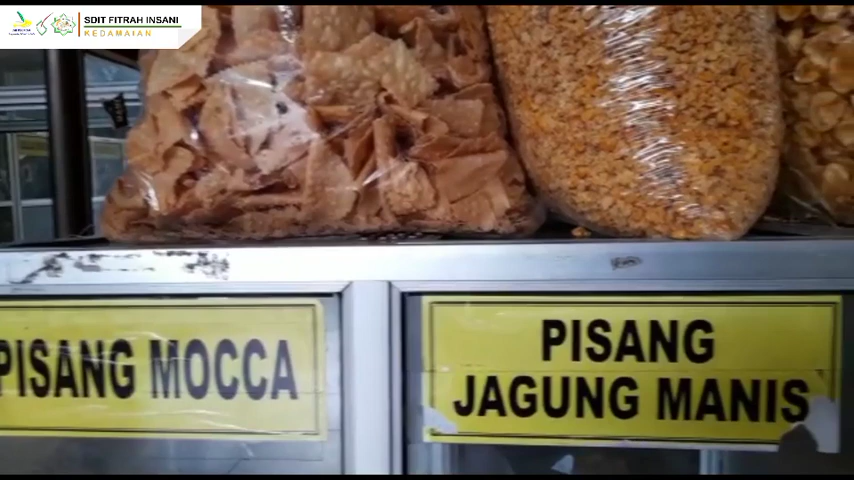 SDIT FITRAH INSANI
KEDAMAIAN
PISANG MOCCA
PISANG
JAGUNG MANIS